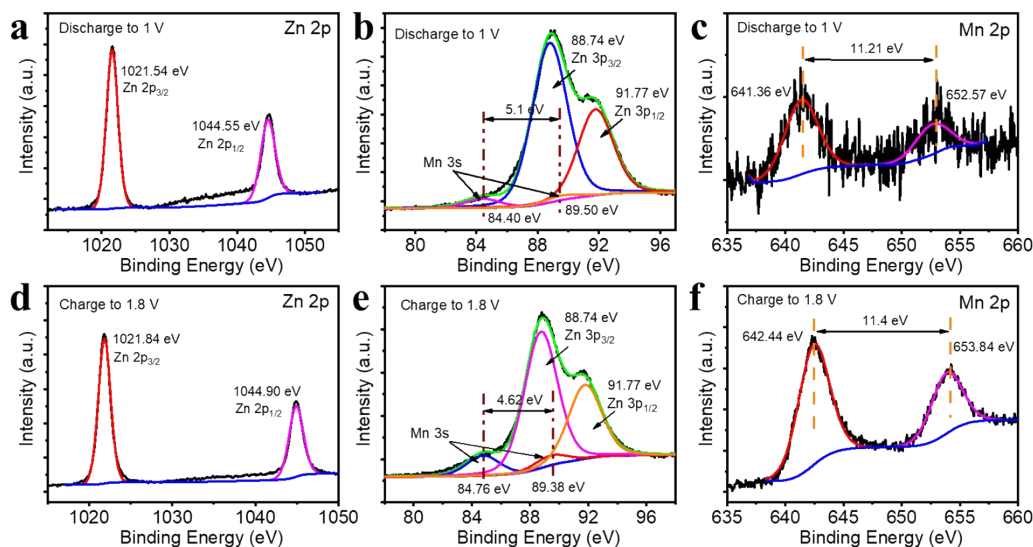 a
Discharge to 1 V
Zn 2p
1021.54 eV
Zn 2p3/2
1044.55 eV
Zn 2p1/2
Intensity (a.u.)
1020 1030 1040 1050
Binding Energy (eV)
b
Discharge to 1 V
88.74 eV
Zn 3p3/2
91.77 eV
Zn 3p1/2
5.1 eV
Mn 3s
84.40 eV
89.50 eV
Intensity (a.u.)
80 84 88 92 96
Binding Energy (eV)
c
Discharge to 1 V
Mn 2p
11.21 eV
641.36 eV
652.57 eV
Intensity (a.u.)
635 640 645 650 655 660
Binding Energy (eV)
d
Charge to 1.8 V
Zn 2p
1021.84 eV
Zn 2p3/2
1044.90 eV
Zn 2p1/2
Intensity (a.u.)
1020 1030 1040 1050
Binding Energy (eV)
e
Charge to 1.8 V
88.74 eV
Zn 3p3/2
91.77 eV
Zn 3p1/2
4.62 eV
Mn 3s
84.76 eV
89.38 eV
Intensity (a.u.)
80 84 88 92 96
Binding Energy (eV)
f
Charge to 1.8 V
Mn 2p
11.4 eV
642.44 eV
653.84 eV
Intensity (a.u.)
635 640 645 650 655 660
Binding Energy (eV)